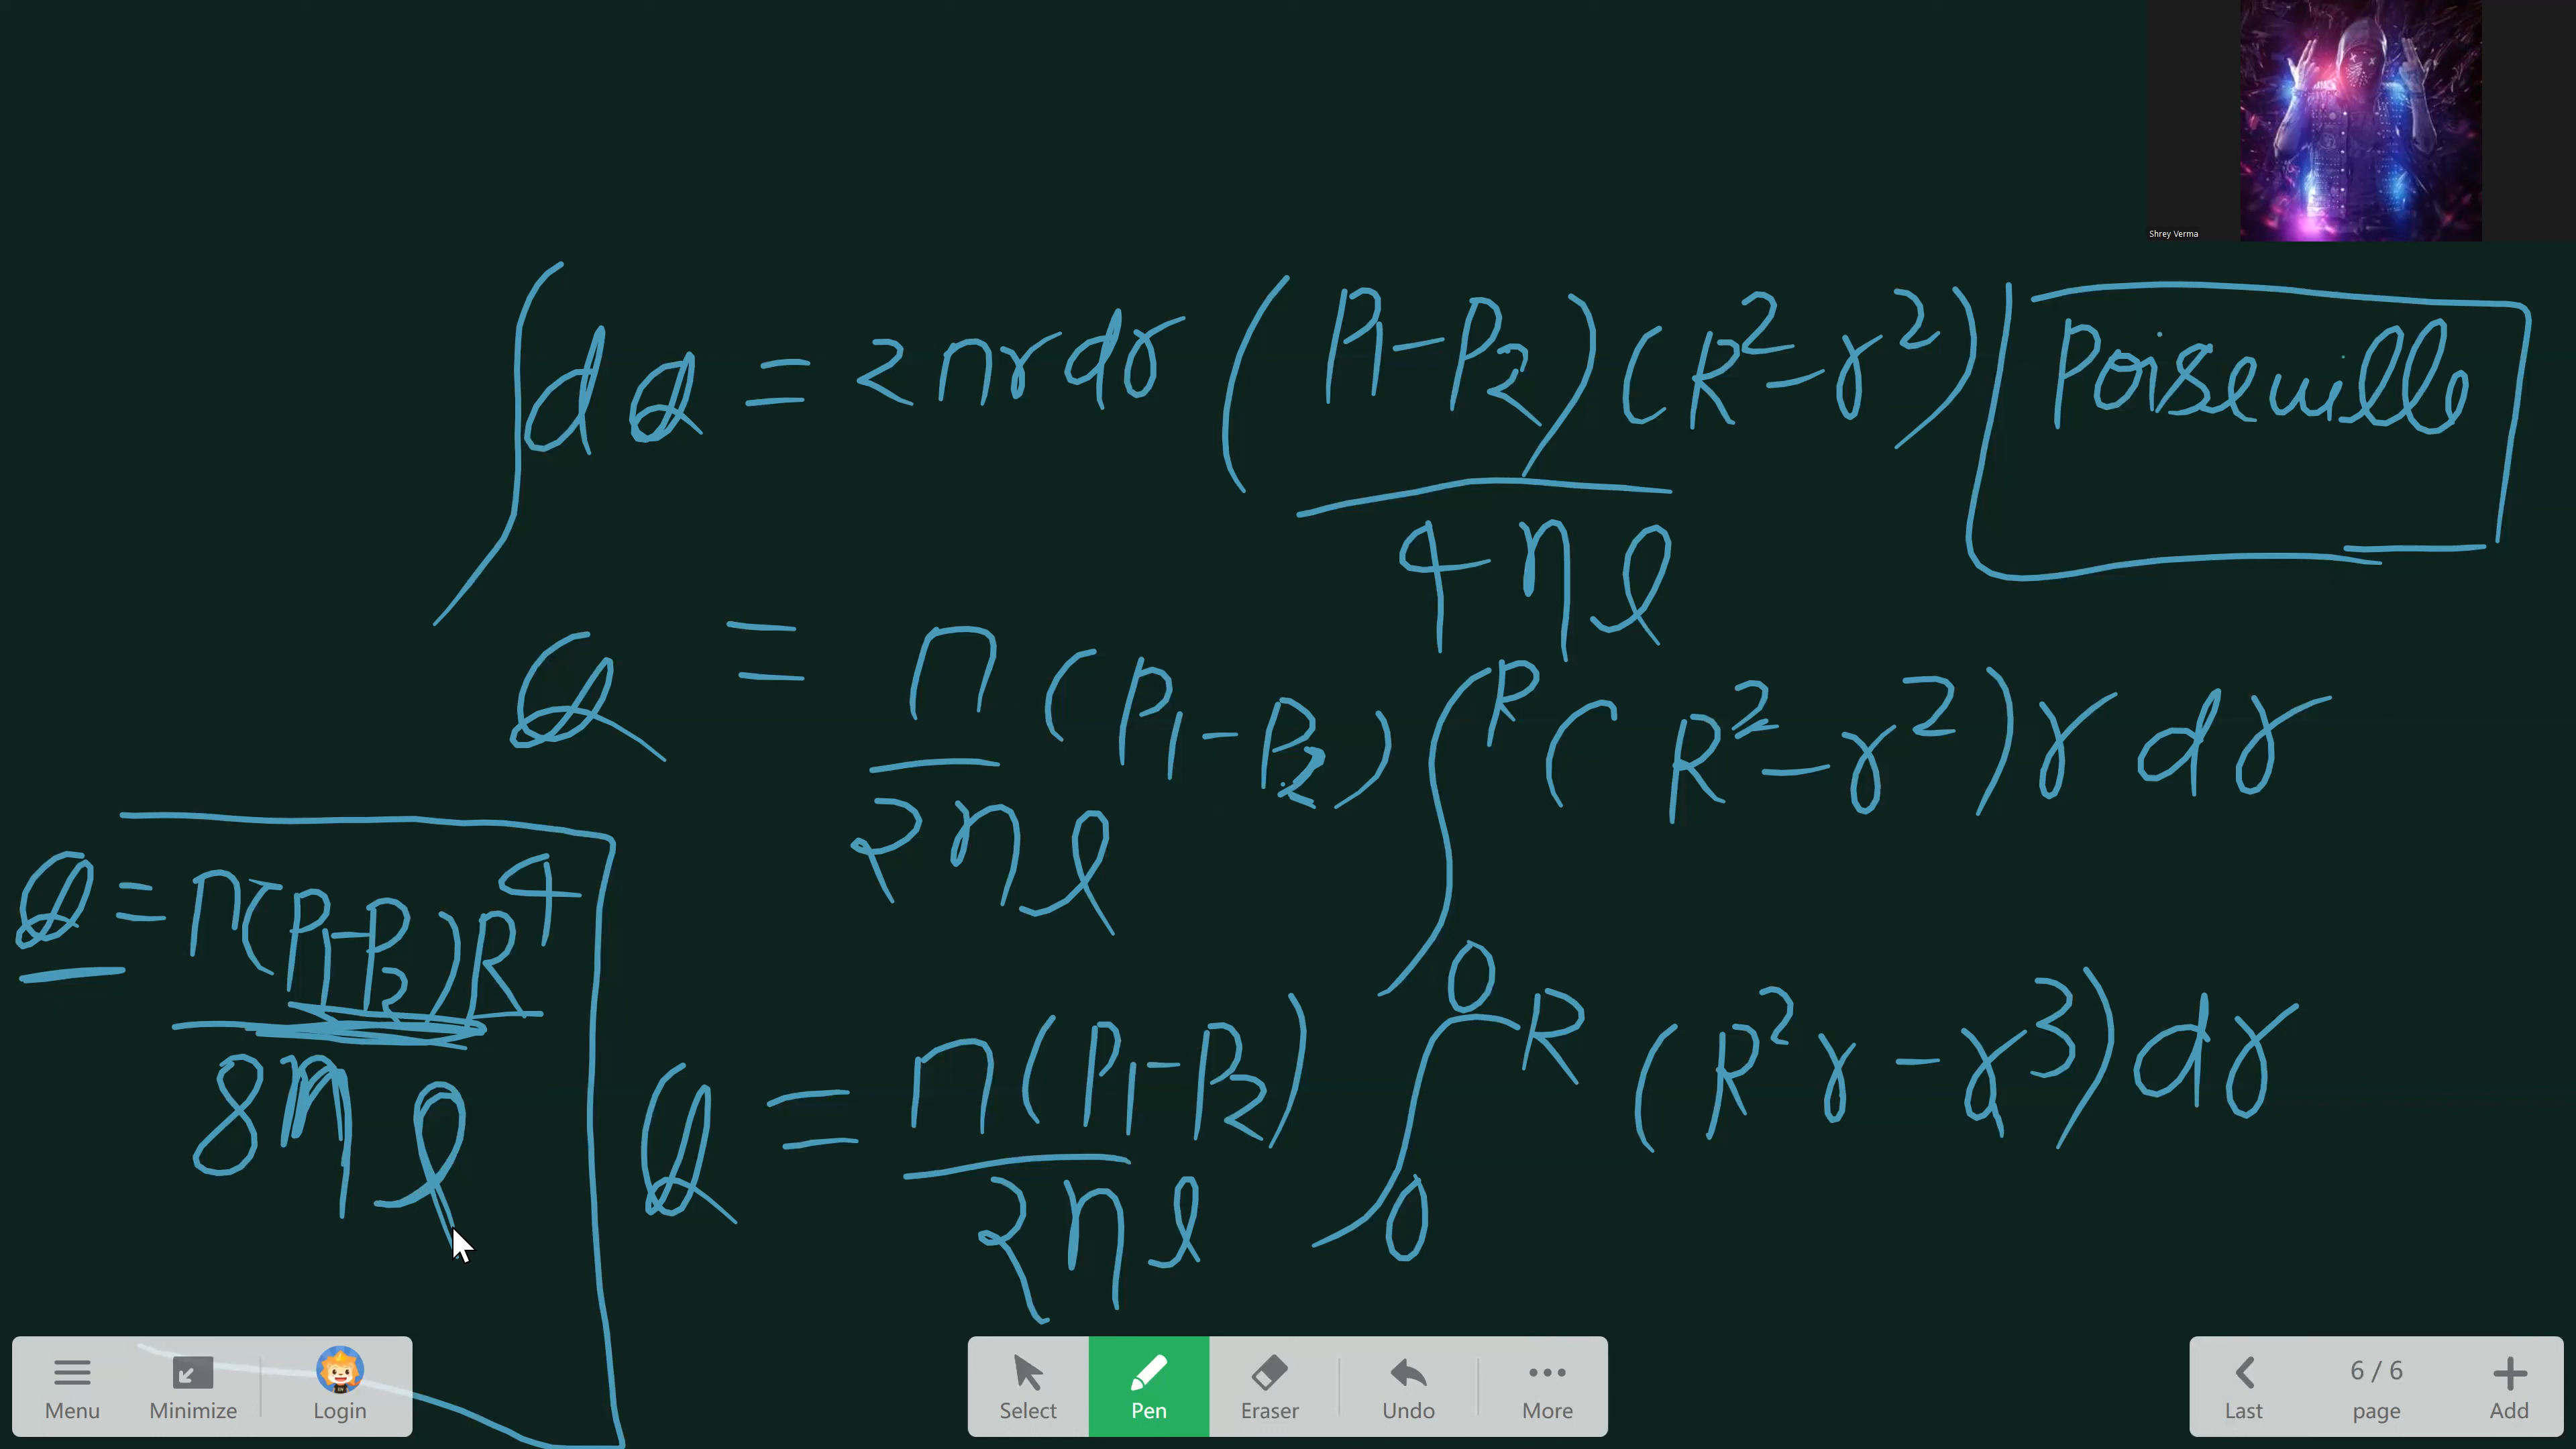 Shrey Verma
∫dQ = 2πrdr (P₁-P₂)(R²-r²) Poiseuille
4ηl
Q = π (P₁-P₂) ∫₀ᴿ (R²-r²) r dr
2ηl
Q = π(P₁-P₂)R⁴
8ηl
Q = π(P₁-P₂) ∫₀ᴿ (R²r - r³)dr
2ηl
Menu Minimize Login Select Pen Eraser Undo More Last 6 / 6 page Add